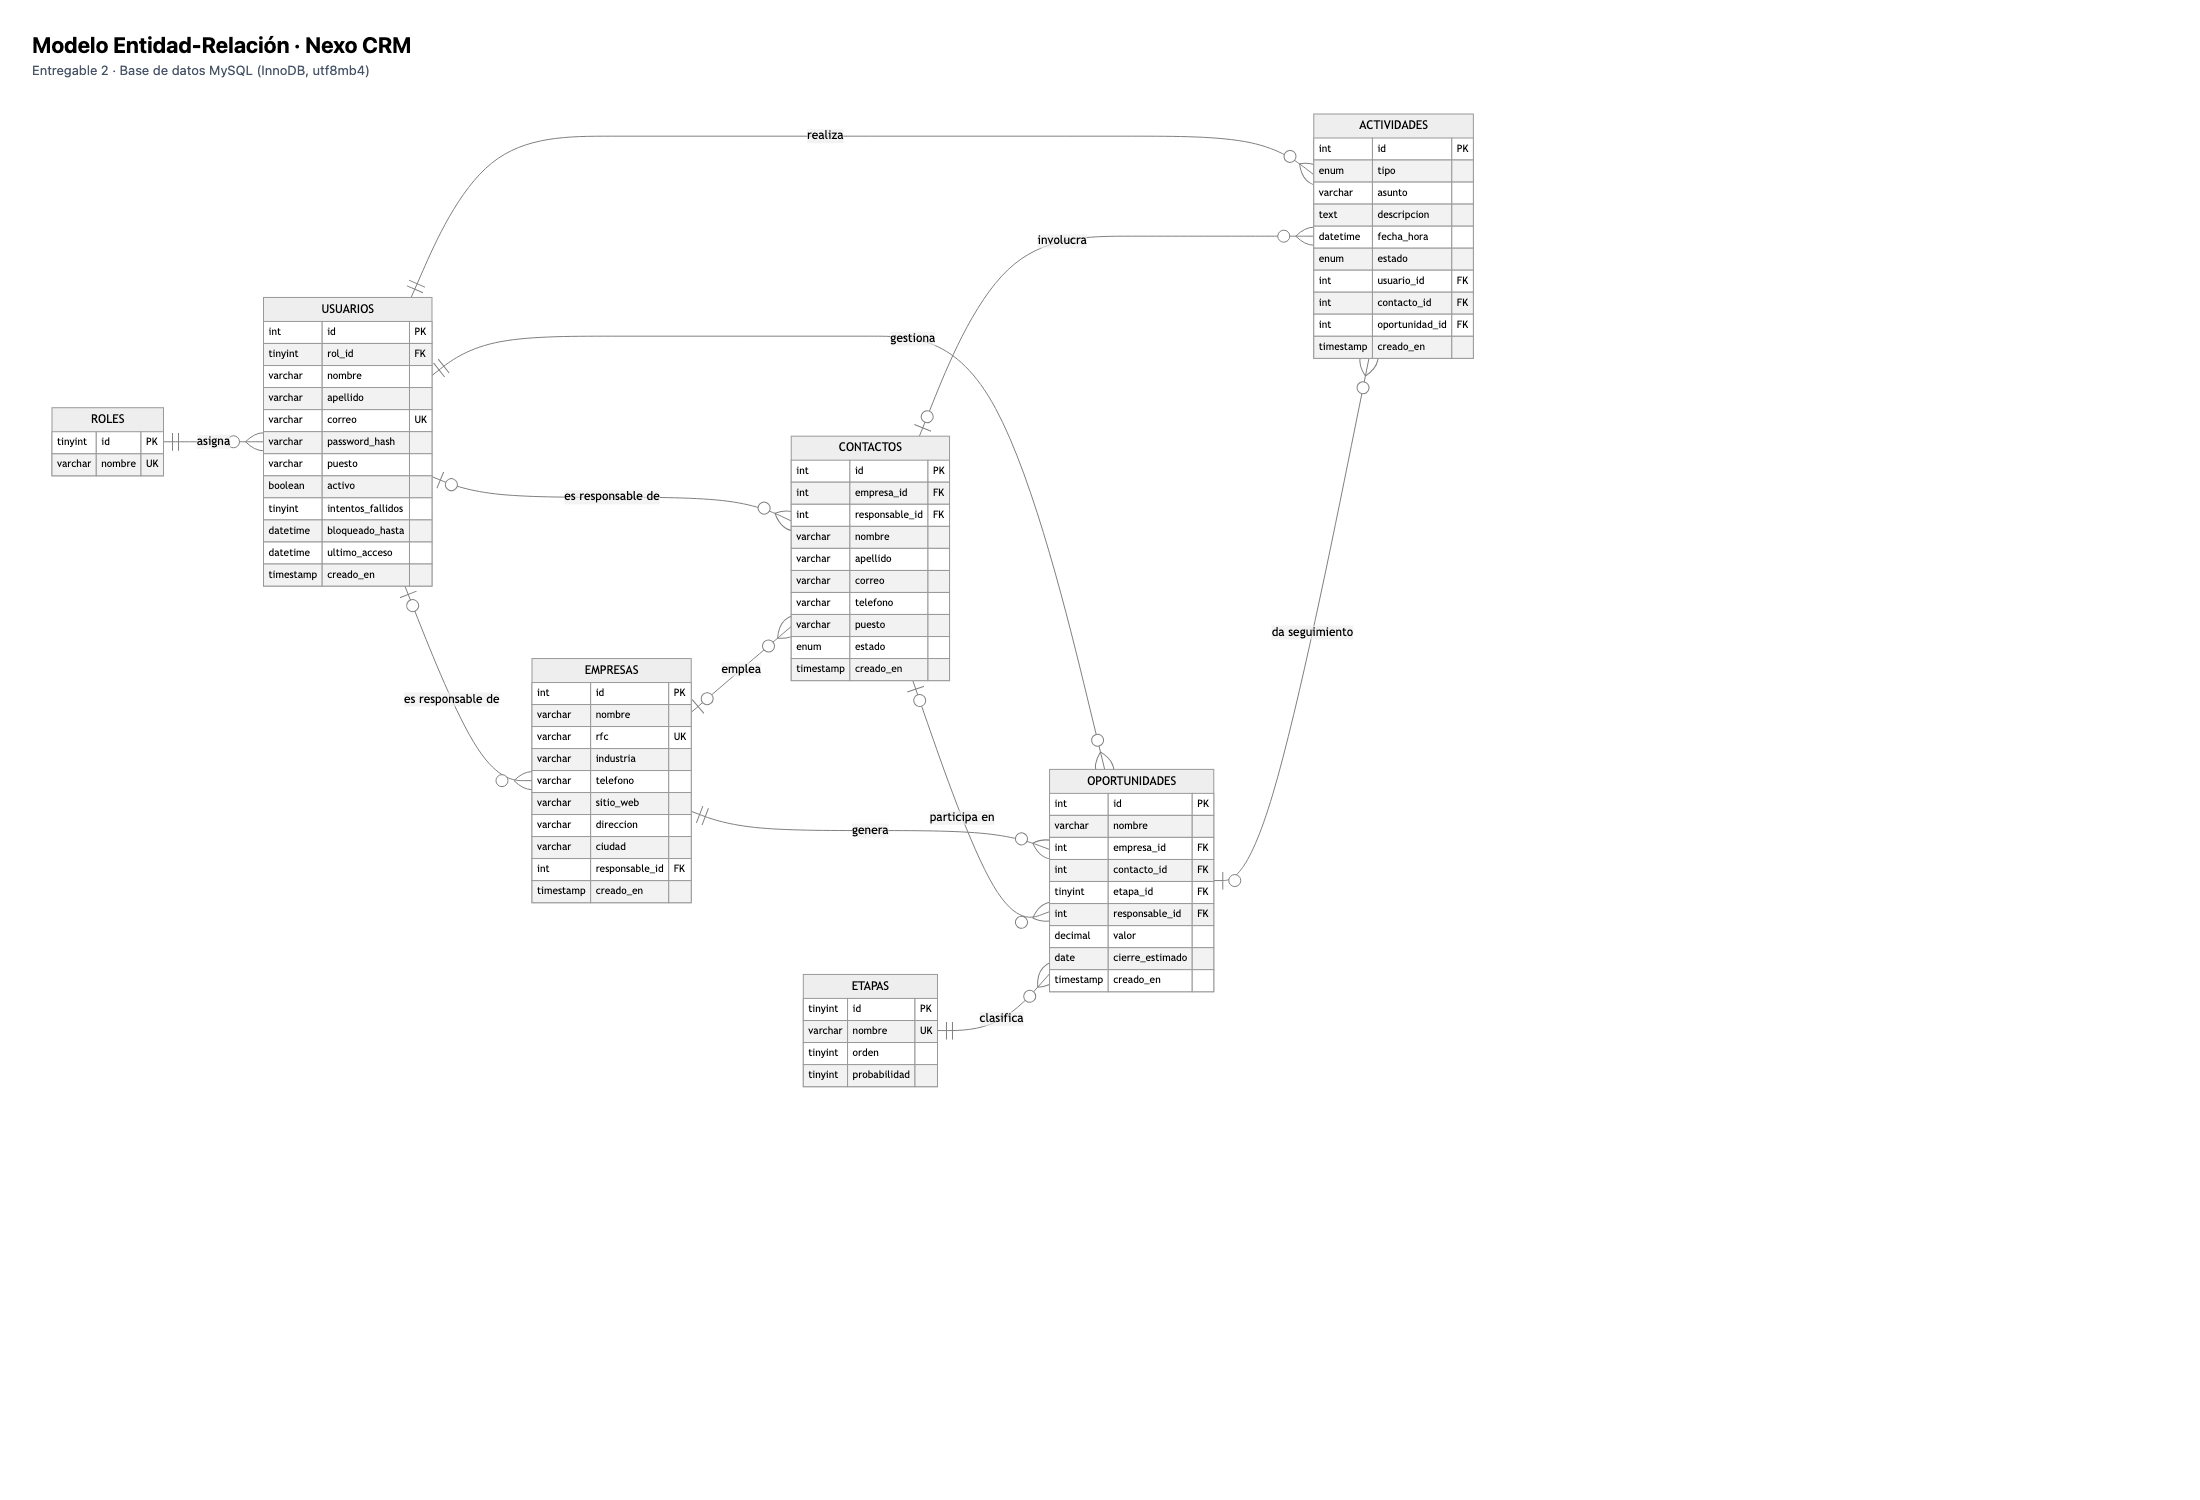 Modelo Entidad-Relación · Nexo CRM
Entregable 2 · Base de datos MySQL (InnoDB, utf8mb4)
realiza
involucra
gestiona
asigna
es responsable de
emplea
es responsable de
participa en
genera
da seguimiento
clasifica
ROLES
tinyint id PK
varchar nombre UK
USUARIOS
int id PK
tinyint rol_id FK
varchar nombre
varchar apellido
varchar correo UK
varchar password_hash
varchar puesto
boolean activo
tinyint intentos_fallidos
datetime bloqueado_hasta
datetime ultimo_acceso
timestamp creado_en
EMPRESAS
int id PK
varchar nombre
varchar rfc UK
varchar industria
varchar telefono
varchar sitio_web
varchar direccion
varchar ciudad
int responsable_id FK
timestamp creado_en
CONTACTOS
int id PK
int empresa_id FK
int responsable_id FK
varchar nombre
varchar apellido
varchar correo
varchar telefono
varchar puesto
enum estado
timestamp creado_en
ETAPAS
tinyint id PK
varchar nombre UK
tinyint orden
tinyint probabilidad
OPORTUNIDADES
int id PK
varchar nombre
int empresa_id FK
int contacto_id FK
tinyint etapa_id FK
int responsable_id FK
decimal valor
date cierre_estimado
timestamp creado_en
ACTIVIDADES
int id PK
enum tipo
varchar asunto
text descripcion
datetime fecha_hora
enum estado
int usuario_id FK
int contacto_id FK
int oportunidad_id FK
timestamp creado_en